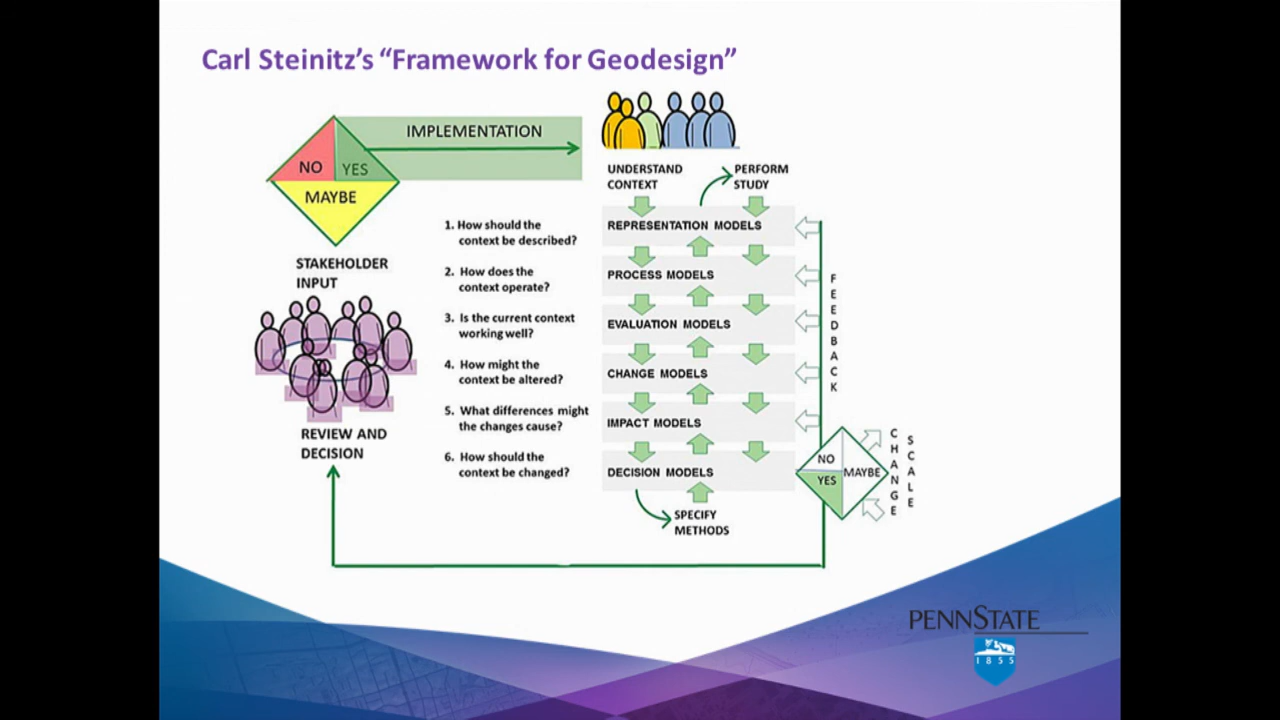 Carl Steinitz’s “Framework for Geodesign”
IMPLEMENTATION
NO
YES
MAYBE
STAKEHOLDER
INPUT
REVIEW AND
DECISION
1. How should the
context be described?
2. How does the
context operate?
3. Is the current context
working well?
4. How might the
context be altered?
5. What differences might
the changes cause?
6. How should the
context be changed?
UNDERSTAND
CONTEXT
PERFORM
STUDY
REPRESENTATION MODELS
PROCESS MODELS
EVALUATION MODELS
CHANGE MODELS
IMPACT MODELS
DECISION MODELS
SPECIFY
METHODS
FEEDBACK
NO
MAYBE
YES
CHANGE
SCALE
PENNSTATE
1855